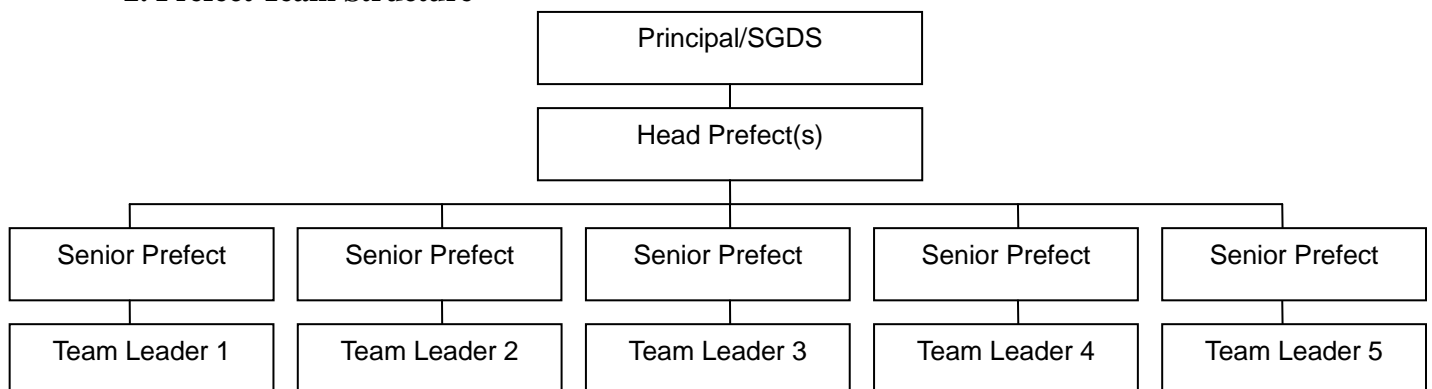 Principal/SGDS
Head Prefect(s)
Senior Prefect Senior Prefect Senior Prefect Senior Prefect Senior Prefect
Team Leader 1 Team Leader 2 Team Leader 3 Team Leader 4 Team Leader 5